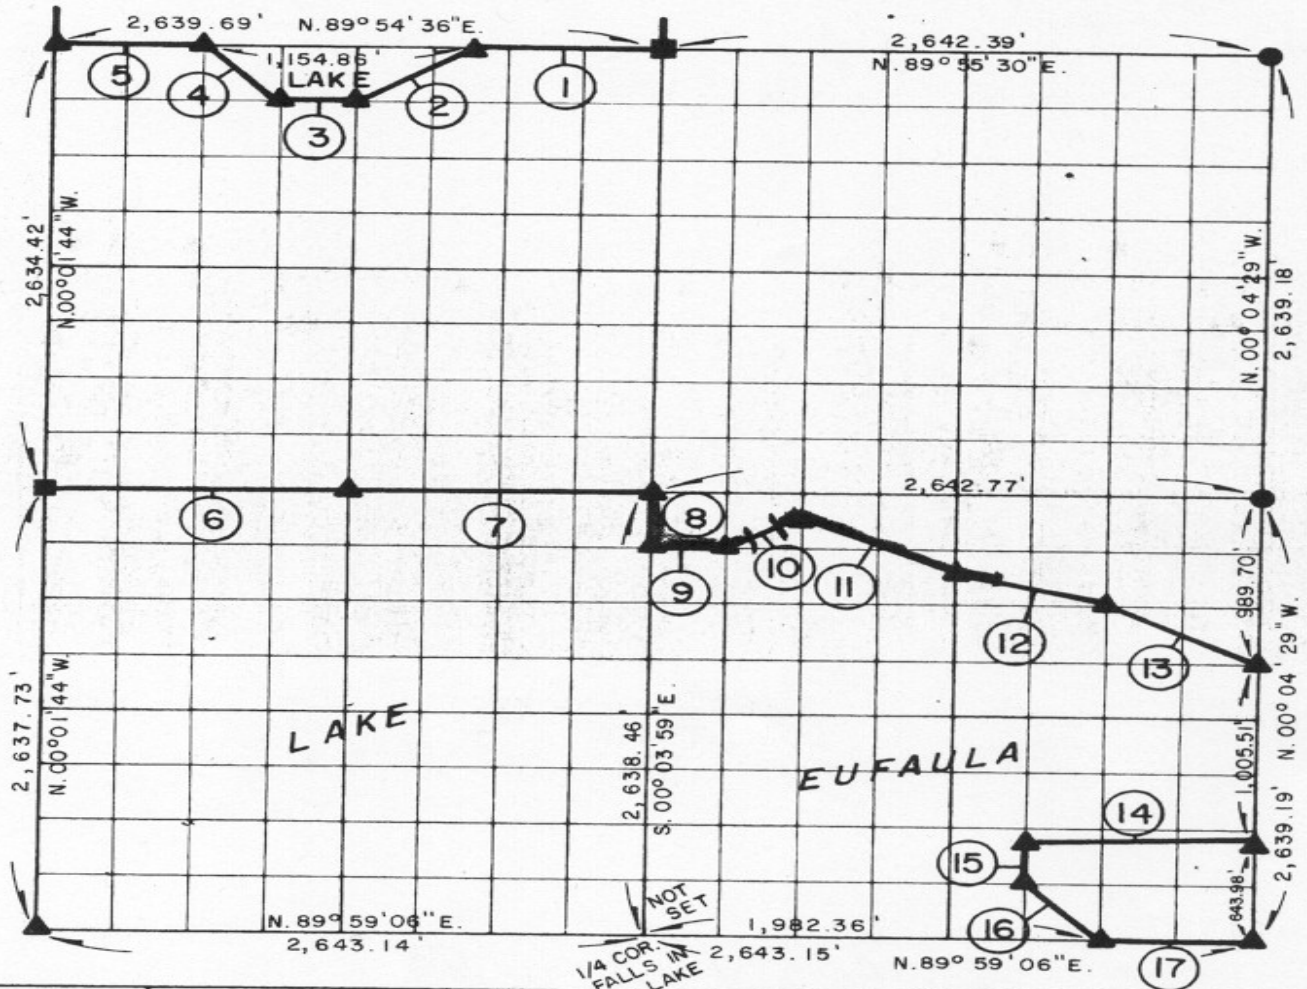 2,639.69' N.89°54'36"E.
2,642.39'
N.89°55'30"E.
1,154.86'
LAKE
5
4
3
2
1
2,634.42'
N.00°01'44"W.
N.00°04'29"W.
2,639.18'
6
7
8
2,642.77'
9
10
11
12
13
989.70'
N.00°04'29"W.
2,637.73'
N.00°01'44"W.
LAKE
2,638.46'
S.00°03'59"E.
EUFAULA
1,005.51'
2,639.19'
14
15
16
17
643.98'
N.89°59'06"E.
2,643.14'
NOT
SET
1,982.36'
2,643.15'
N.89°59'06"E.
1/4 COR.
FALLS IN
LAKE